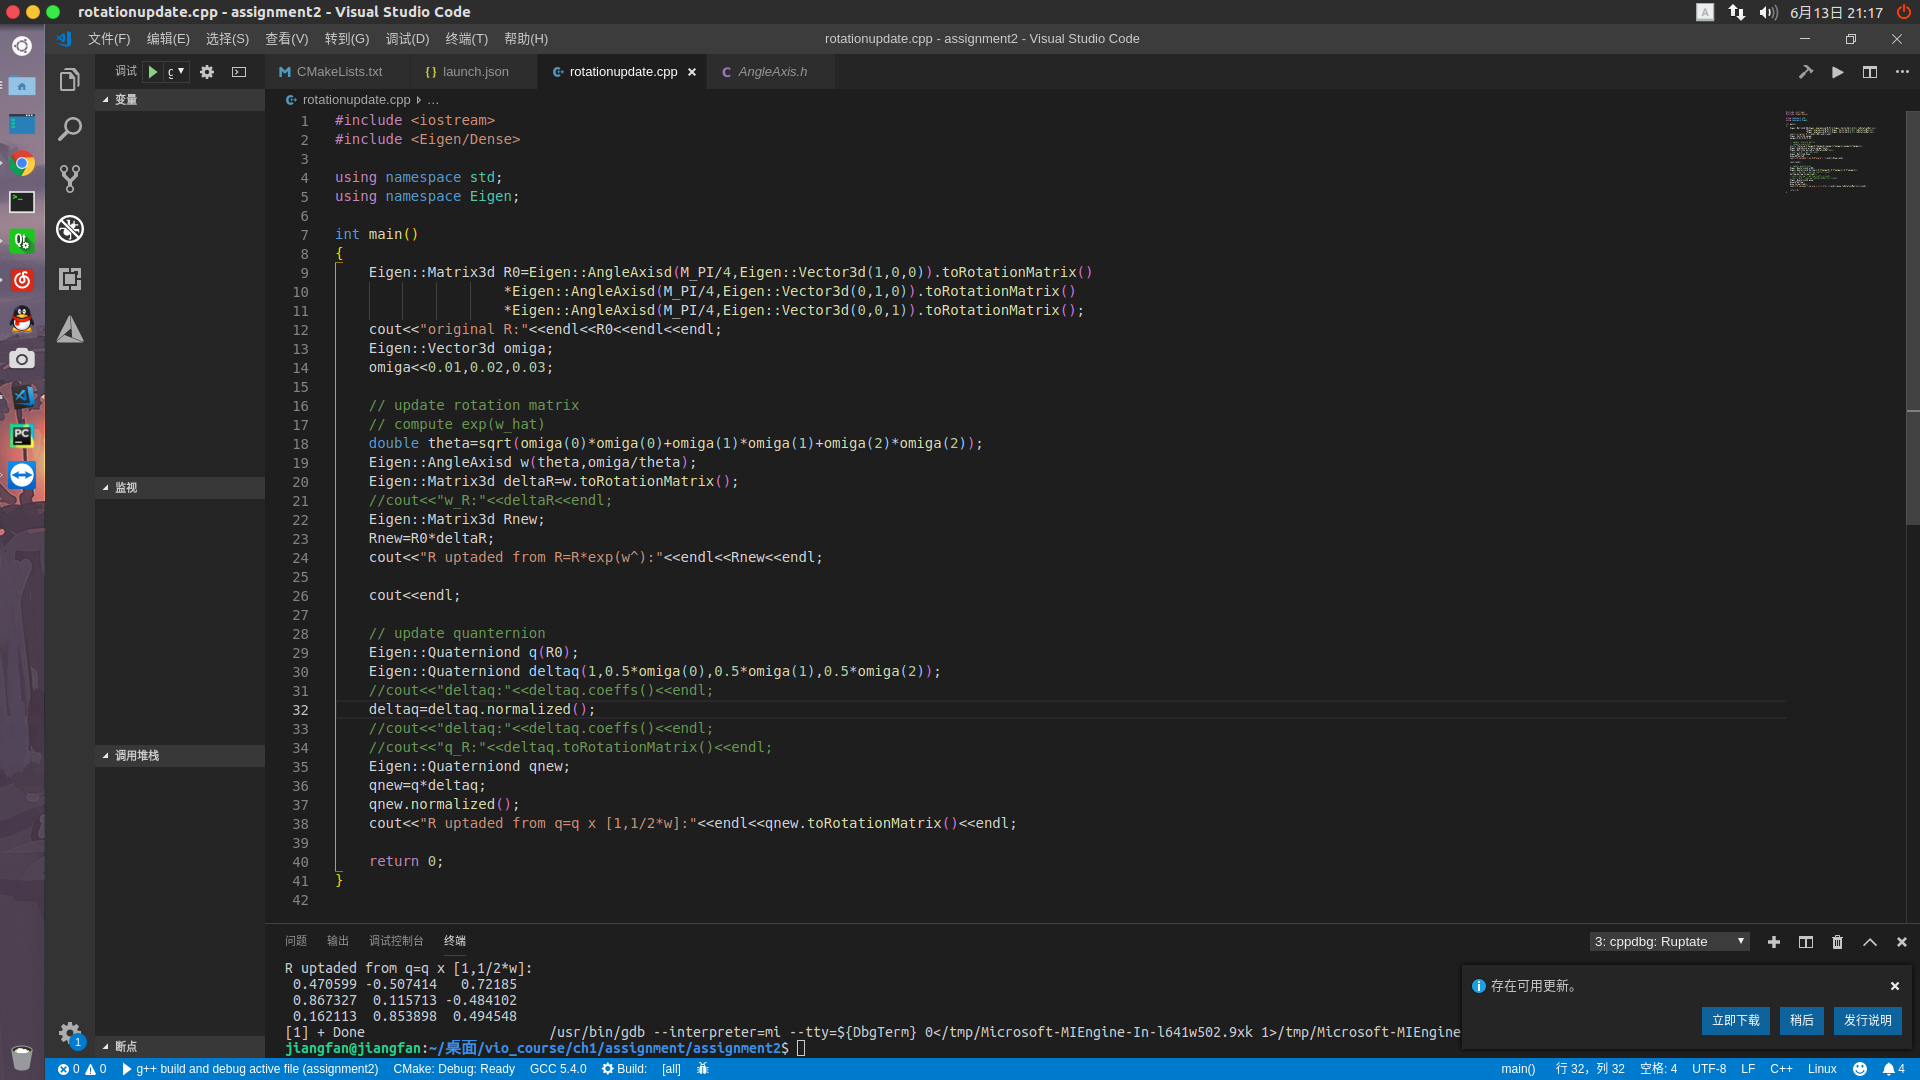 rotationupdate.cpp - assignment2 - Visual Studio Code
6月13日 21:17
文件(F) 编辑(E) 选择(S) 查看(V) 转到(G) 调试(D) 终端(T) 帮助(H)
rotationupdate.cpp - assignment2 - Visual Studio Code
调试
CMakeLists.txt
{} launch.json
rotationupdate.cpp
AngleAxis.h
rotationupdate.cpp ▸ …
变量
监视
调用堆栈
断点
1 #include <iostream>
2 #include <Eigen/Dense>
3
4 using namespace std;
5 using namespace Eigen;
6
7 int main()
8 {
9 Eigen::Matrix3d R0=Eigen::AngleAxisd(M_PI/4,Eigen::Vector3d(1,0,0)).toRotationMatrix()
10 *Eigen::AngleAxisd(M_PI/4,Eigen::Vector3d(0,1,0)).toRotationMatrix()
11 *Eigen::AngleAxisd(M_PI/4,Eigen::Vector3d(0,0,1)).toRotationMatrix();
12 cout<<"original R:"<<endl<<R0<<endl<<endl;
13 Eigen::Vector3d omiga;
14 omiga<<0.01,0.02,0.03;
15
16 // update rotation matrix
17 // compute exp(w_hat)
18 double theta=sqrt(omiga(0)*omiga(0)+omiga(1)*omiga(1)+omiga(2)*omiga(2));
19 Eigen::AngleAxisd w(theta,omiga/theta);
20 Eigen::Matrix3d deltaR=w.toRotationMatrix();
21 //cout<<"w_R:"<<deltaR<<endl;
22 Eigen::Matrix3d Rnew;
23 Rnew=R0*deltaR;
24 cout<<"R uptaded from R=R*exp(w^):"<<endl<<Rnew<<endl;
25
26 cout<<endl;
27
28 // update quanternion
29 Eigen::Quaterniond q(R0);
30 Eigen::Quaterniond deltaq(1,0.5*omiga(0),0.5*omiga(1),0.5*omiga(2));
31 //cout<<"deltaq:"<<deltaq.coeffs()<<endl;
32 deltaq=deltaq.normalized();
33 //cout<<"deltaq:"<<deltaq.coeffs()<<endl;
34 //cout<<"q_R:"<<deltaq.toRotationMatrix()<<endl;
35 Eigen::Quaterniond qnew;
36 qnew=q*deltaq;
37 qnew.normalized();
38 cout<<"R uptaded from q=q x [1,1/2*w]:"<<endl<<qnew.toRotationMatrix()<<endl;
39
40 return 0;
41 }
42
问题 输出 调试控制台 终端
3: cppdbg: Ruptate
R uptaded from q=q x [1,1/2*w]:
0.470599 -0.507414 0.72185
0.867327 0.115713 -0.484102
0.162113 0.853898 0.494548
[1] + Done /usr/bin/gdb --interpreter=mi --tty=${DbgTerm} 0</tmp/Microsoft-MIEngine-In-l641w502.9xk 1>/tmp/Microsoft-MIEngine
jiangfan@jiangfan:~/桌面/vio_course/ch1/assignment/assignment2$
存在可用更新。
立即下载 稍后 发行说明
1
0 0 g++ build and debug active file (assignment2) CMake: Debug: Ready GCC 5.4.0 Build: [all]
main() 行 32，列 32 空格: 4 UTF-8 LF C++ Linux 4